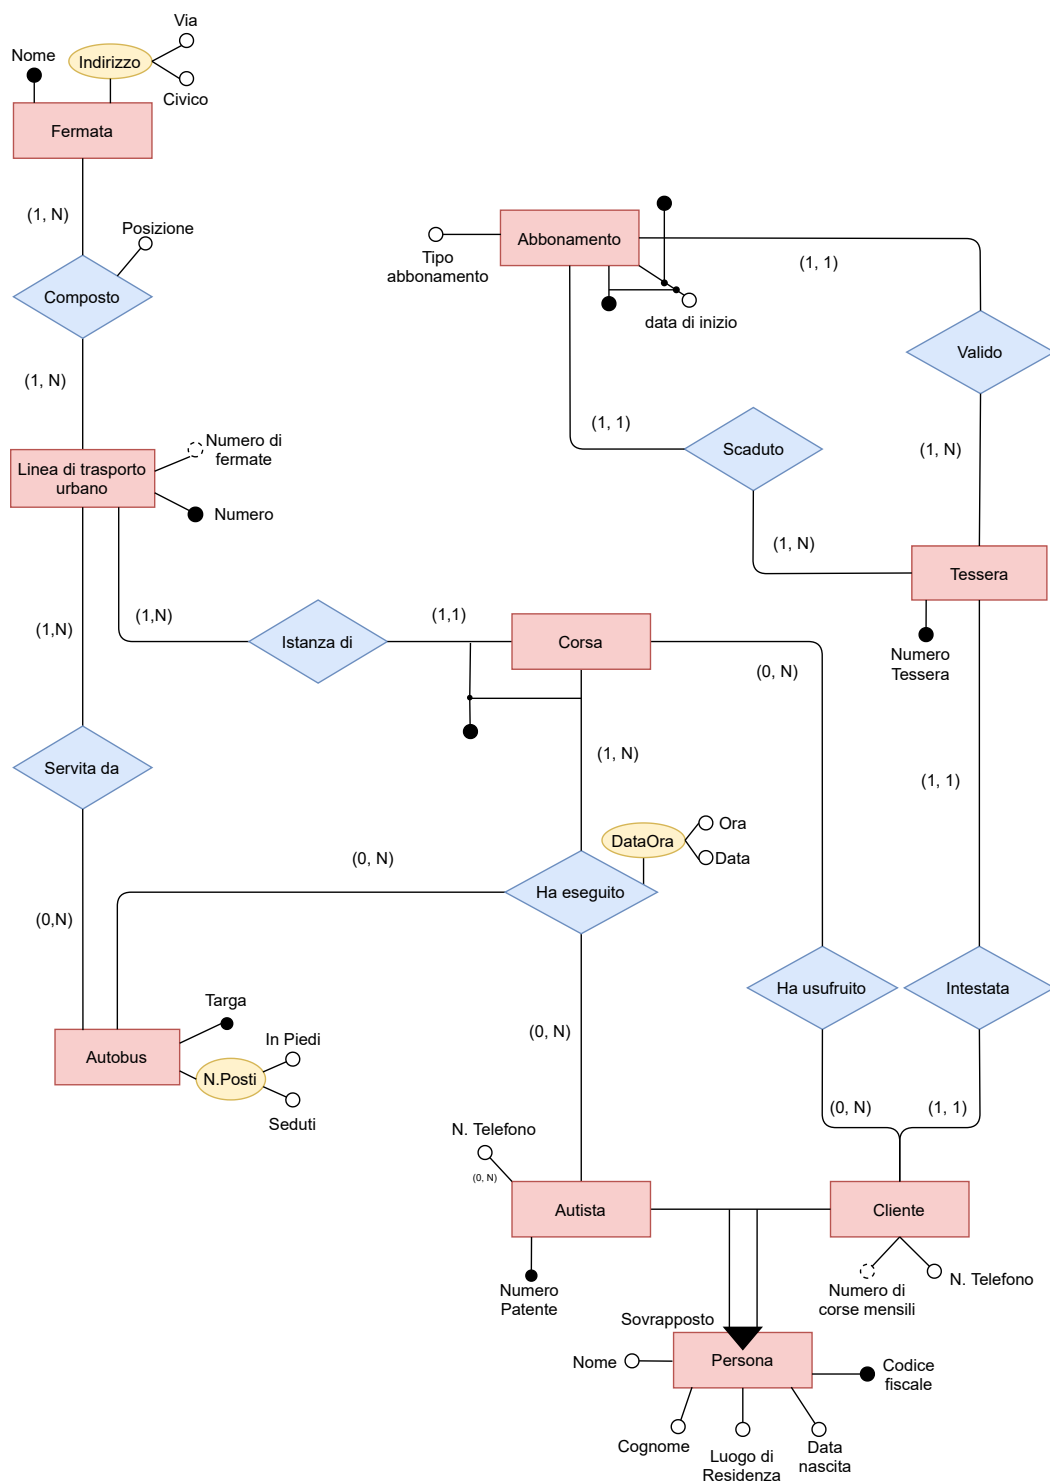 Via
Nome
Indirizzo
Civico
Fermata
(1, N)
Posizione
Composto
(1, N)
Abbonamento
Tipo
abbonamento
data di inizio
(1, 1)
Valido
(1, 1)
Scaduto
(1, N)
(1, N)
Numero di
fermate
Linea di trasporto
urbano
Numero
Tessera
Numero
Tessera
(1,N)
(1,N)
Istanza di
(1,1)
Corsa
(0, N)
(1, N)
(1, 1)
Servita da
Ora
DataOra
Data
(0, N)
Ha eseguito
(0,N)
Ha usufruito
Intestata
Targa
In Piedi
Autobus
N.Posti
Seduti
(0, N)
(0, N)
(1, 1)
N. Telefono
(0, N)
Autista
Cliente
Numero
Patente
Numero di
corse mensili
N. Telefono
Sovrapposto
Nome
Persona
Codice
fiscale
Cognome
Luogo di
Residenza
Data
nascita